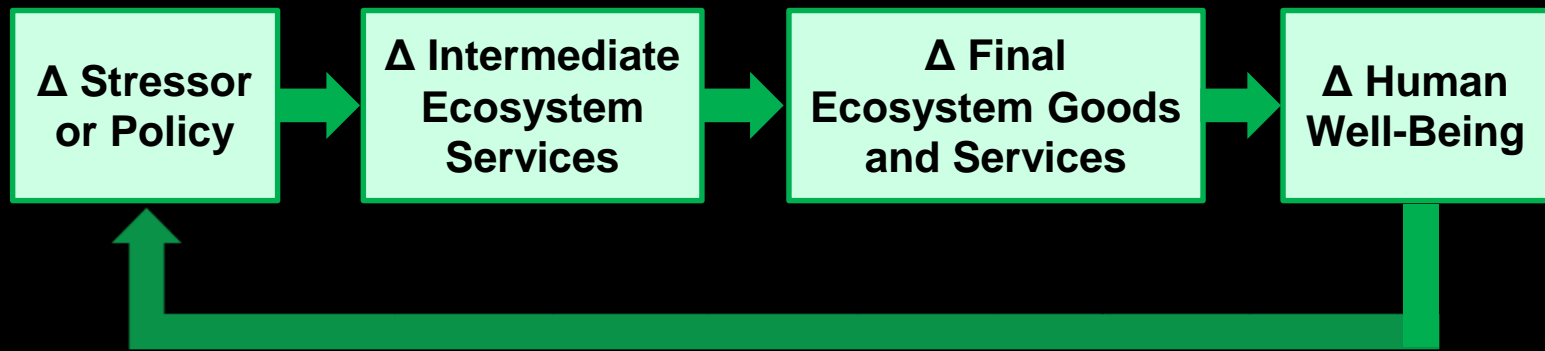 Δ Stressor
or Policy
Δ Intermediate
Ecosystem
Services
Δ Final
Ecosystem Goods
and Services
Δ Human
Well-Being